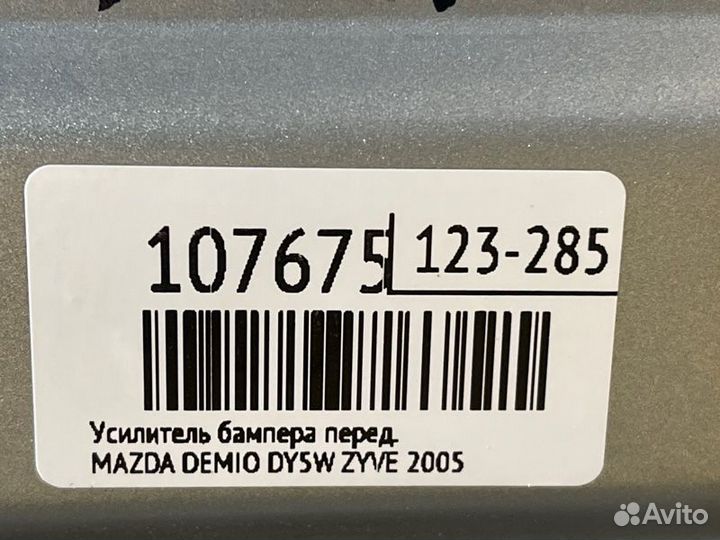 107675
123-285
Усилитель бампера перед.
MAZDA DEMIO DY5W ZYVE 2005
Avito